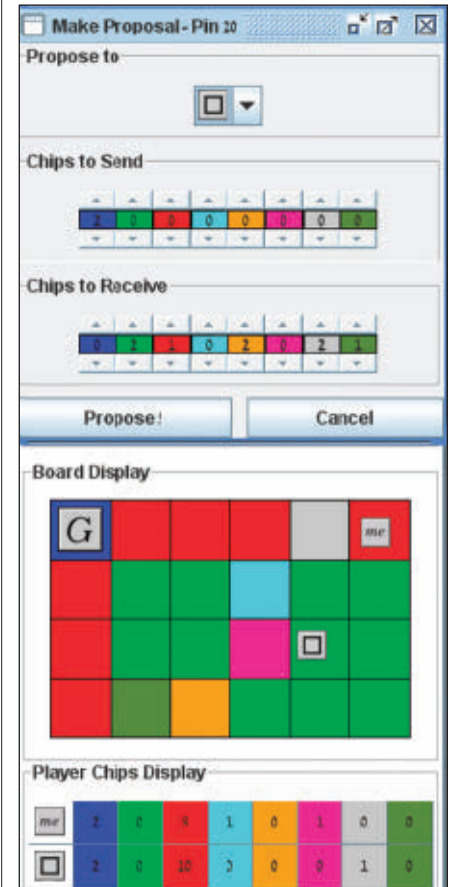 Make Proposal - Pin 20
Propose to
Chips to Send
2 0 0 0 0 0 0 0
Chips to Receive
0 2 1 0 2 0 2 1
Propose! Cancel
Board Display
G me
Player Chips Display
me 2 0 9 1 0 1 0 0
2 0 10 0 0 1 0